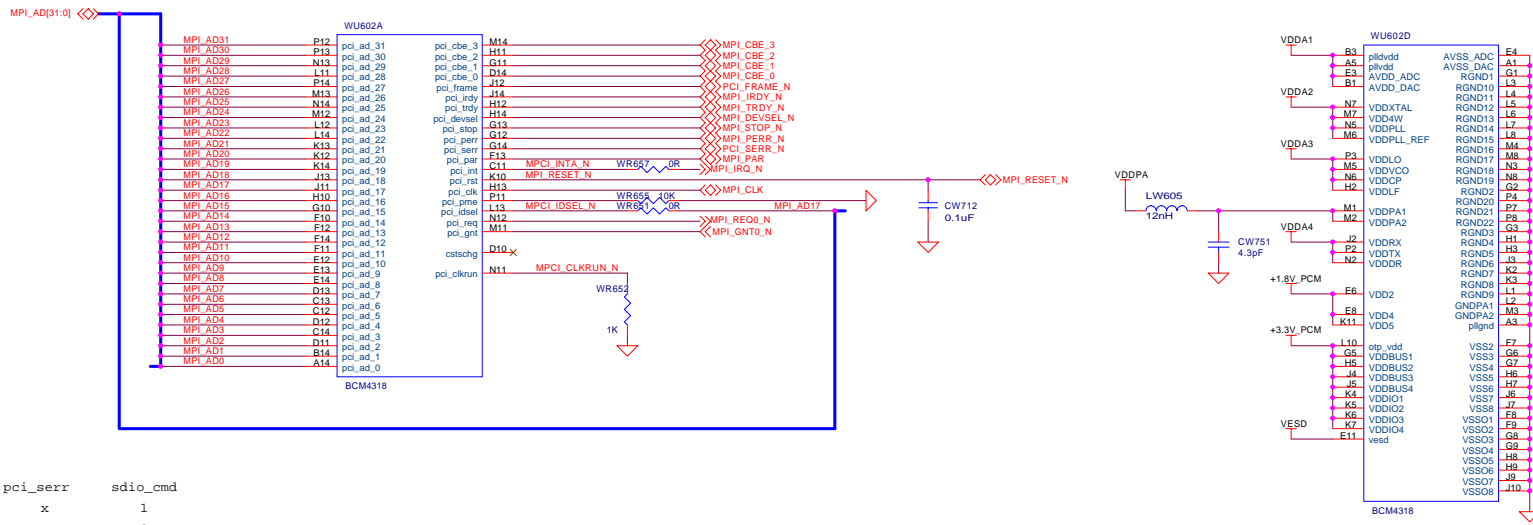 MPI_AD[31:0]
WU602A
MPI_AD31 P12 pci_ad_31 pci_cbe_3 M14 MPI_CBE_3
MPI_AD30 P13 pci_ad_30 pci_cbe_2 H11 MPI_CBE_2
MPI_AD29 N13 pci_ad_29 pci_cbe_1 G11 MPI_CBE_1
MPI_AD28 L11 pci_ad_28 pci_cbe_0 D14 MPI_CBE_0
MPI_AD27 P14 pci_ad_27 pci_frame J12 PCI_FRAME_N
MPI_AD26 M13 pci_ad_26 pci_irdy J14 MPI_IRDY_N
MPI_AD25 N14 pci_ad_25 pci_trdy H12 MPI_TRDY_N
MPI_AD24 M12 pci_ad_24 pci_devsel H14 MPI_DEVSEL_N
MPI_AD23 L12 pci_ad_23 pci_stop G13 MPI_STOP_N
MPI_AD22 L14 pci_ad_22 pci_perr G12 MPI_PERR_N
MPI_AD21 K13 pci_ad_21 pci_serr G14 PCI_SERR_N
MPI_AD20 K12 pci_ad_20 pci_par F13 MPI_PAR
MPI_AD19 K14 pci_ad_19 pci_int C11 MPCI_INTA_N WR657 0R MPI_IRQ_N
MPI_AD18 J13 pci_ad_18 pci_rst K10 MPI_RESET_N MPI_RESET_N
MPI_AD17 J11 pci_ad_17 pci_clk H13 MPI_CLK
MPI_AD16 H10 pci_ad_16 pci_pme P11 WR655 10K
MPI_AD15 G10 pci_ad_15 pci_idsel L13 MPCI_IDSEL_N WR651 0R MPI_AD17
MPI_AD14 F10 pci_ad_14 pci_req N12 MPI_REQ0_N
MPI_AD13 F12 pci_ad_13 pci_gnt M11 MPI_GNT0_N
MPI_AD12 F14 pci_ad_12
MPI_AD11 F11 pci_ad_11 cstschg D10
MPI_AD10 E12 pci_ad_10
MPI_AD9 E13 pci_ad_9 pci_clkrun N11 MPCI_CLKRUN_N
MPI_AD8 E14 pci_ad_8
MPI_AD7 D13 pci_ad_7
MPI_AD6 C13 pci_ad_6
MPI_AD5 C12 pci_ad_5
MPI_AD4 D12 pci_ad_4
MPI_AD3 C14 pci_ad_3
MPI_AD2 D11 pci_ad_2
MPI_AD1 B14 pci_ad_1
MPI_AD0 A14 pci_ad_0
BCM4318
WR652
1K
CW712
0.1uF
VDDPA
LW605
12nH
CW751
4.3pF
WU602D
VDDA1
B3 plldvdd
A5 pllvdd
E3 AVDD_ADC
B1 AVDD_DAC
VDDA2
N7 VDDXTAL
M7 VDD4W
N5 VDDPLL
M6 VDDPLL_REF
VDDA3
P3 VDDLO
M5 VDDVCO
N6 VDDCP
H2 VDDLF
M1 VDDPA1
M2 VDDPA2
VDDA4
J2 VDDRX
P2 VDDTX
N2 VDDDR
+1.8V_PCM
E6 VDD2
E8 VDD4
K11 VDD5
+3.3V_PCM
L10 otp_vdd
G5 VDDBUS1
H5 VDDBUS2
J4 VDDBUS3
J5 VDDBUS4
K4 VDDIO1
K5 VDDIO2
K6 VDDIO3
K7 VDDIO4
VESD
E11 vesd
AVSS_ADC E4
AVSS_DAC A1
RGND1 G1
RGND10 L3
RGND11 L4
RGND12 L5
RGND13 L6
RGND14 L7
RGND15 L8
RGND16 M4
RGND17 M8
RGND18 N3
RGND19 N8
RGND2 G2
RGND20 P4
RGND21 P7
RGND22 P8
RGND3 G3
RGND4 H1
RGND5 H3
RGND6 J3
RGND7 K2
RGND8 K3
RGND9 L1
GNDPA1 L2
GNDPA2 M3
pllgnd A3
VSS2 F7
VSS3 G6
VSS4 G7
VSS5 H6
VSS6 H7
VSS7 J6
VSS8 J7
VSSO1 F8
VSSO2 F9
VSSO3 G8
VSSO4 G9
VSSO5 H8
VSSO6 H9
VSSO7 J9
VSSO8 J10
BCM4318
pci_serr sdio_cmd
x 1